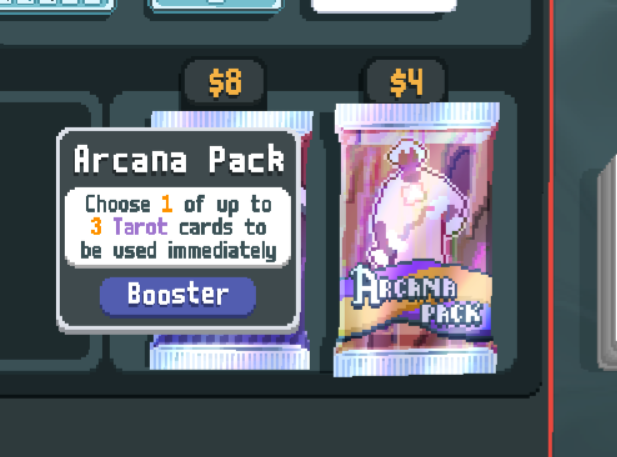 $8
$4
Arcana Pack
Choose 1 of up to
3 Tarot cards to
be used immediately
Booster
ARCANA
PACK